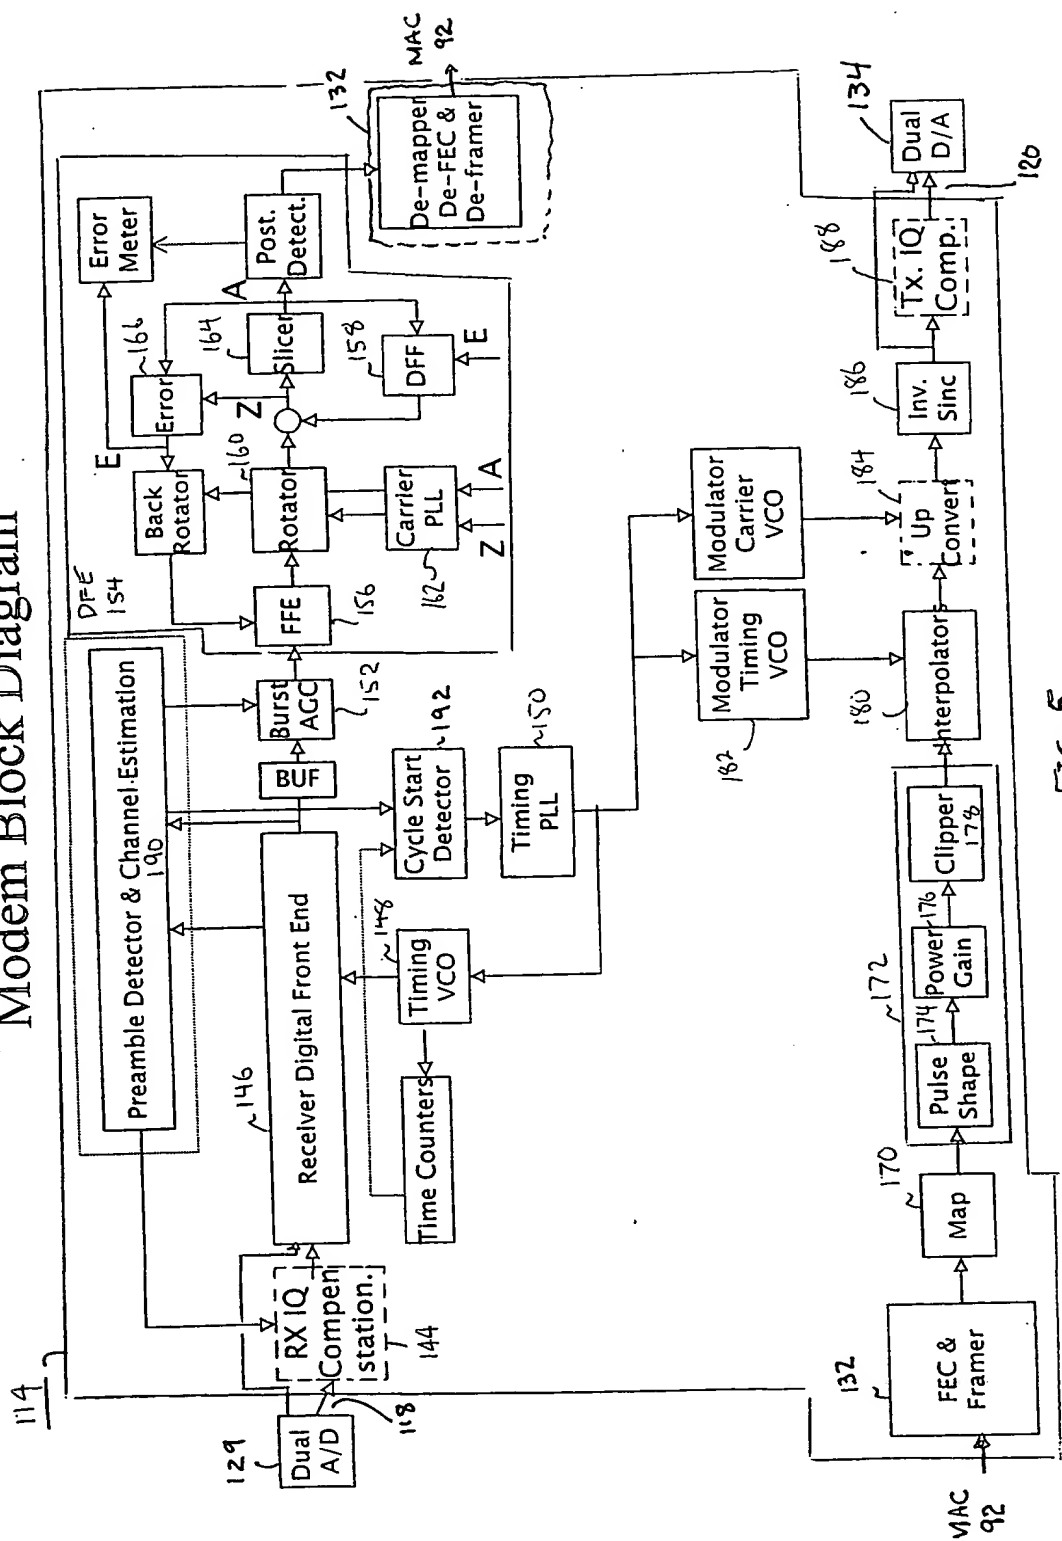 Modem Block Diagram
114
Preamble Detector & Channel Estimation
190
DFE
154
Back
Rotator
E
Error
166
Error
Meter
129
Dual
A/D
118
RX IQ
Compen
station.
144
146
Receiver Digital Front End
BUF
Burst
AGC
152
FFE
156
Rotator
160
Z
Slicer
164
A
Post.
Detect.
132
De-mapper
De-FEC &
De-framer
MAC
92
Carrier
PLL
162
Z
A
DFF
158
E
Time Counters
Timing
VCO
148
Cycle Start
Detector
192
Timing
PLL
150
182
Modulator
Timing
VCO
Modulator
Carrier
VCO
MAC
92
132
FEC &
Framer
170
Map
172
Pulse
Shape
174
Power
Gain
176
Clipper
178
180
Interpolators
184
Up
Convert
186
Inv.
Sinc
188
Tx. IQ
Comp.
134
Dual
D/A
126